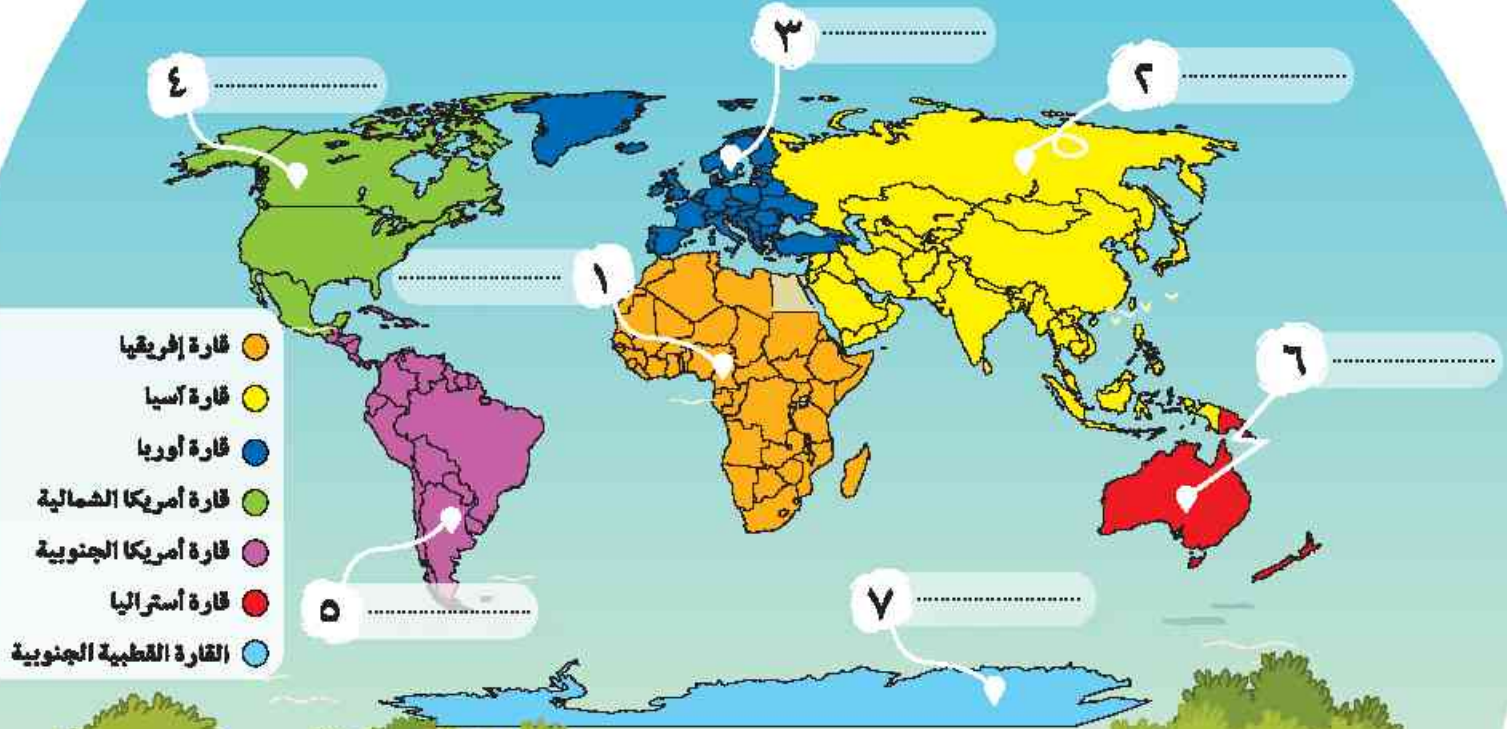 ٣ ..............................
٢ ..............................
٤ ..............................
١ ..............................
٦ ..............................
٥ ..............................
٧ ..............................
قارة إفريقيا
قارة آسيا
قارة أوربا
قارة أمريكا الشمالية
قارة أمريكا الجنوبية
قارة أستراليا
القارة القطبية الجنوبية